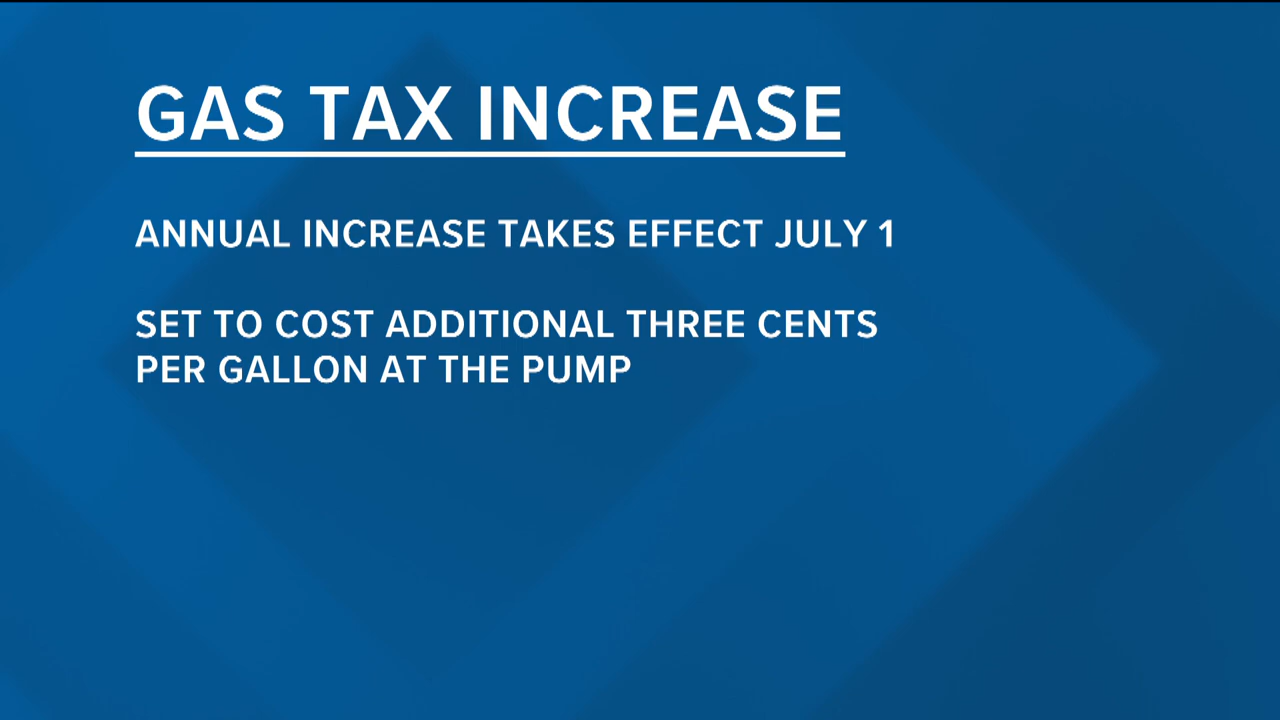 GAS TAX INCREASE
ANNUAL INCREASE TAKES EFFECT JULY 1
SET TO COST ADDITIONAL THREE CENTS
PER GALLON AT THE PUMP